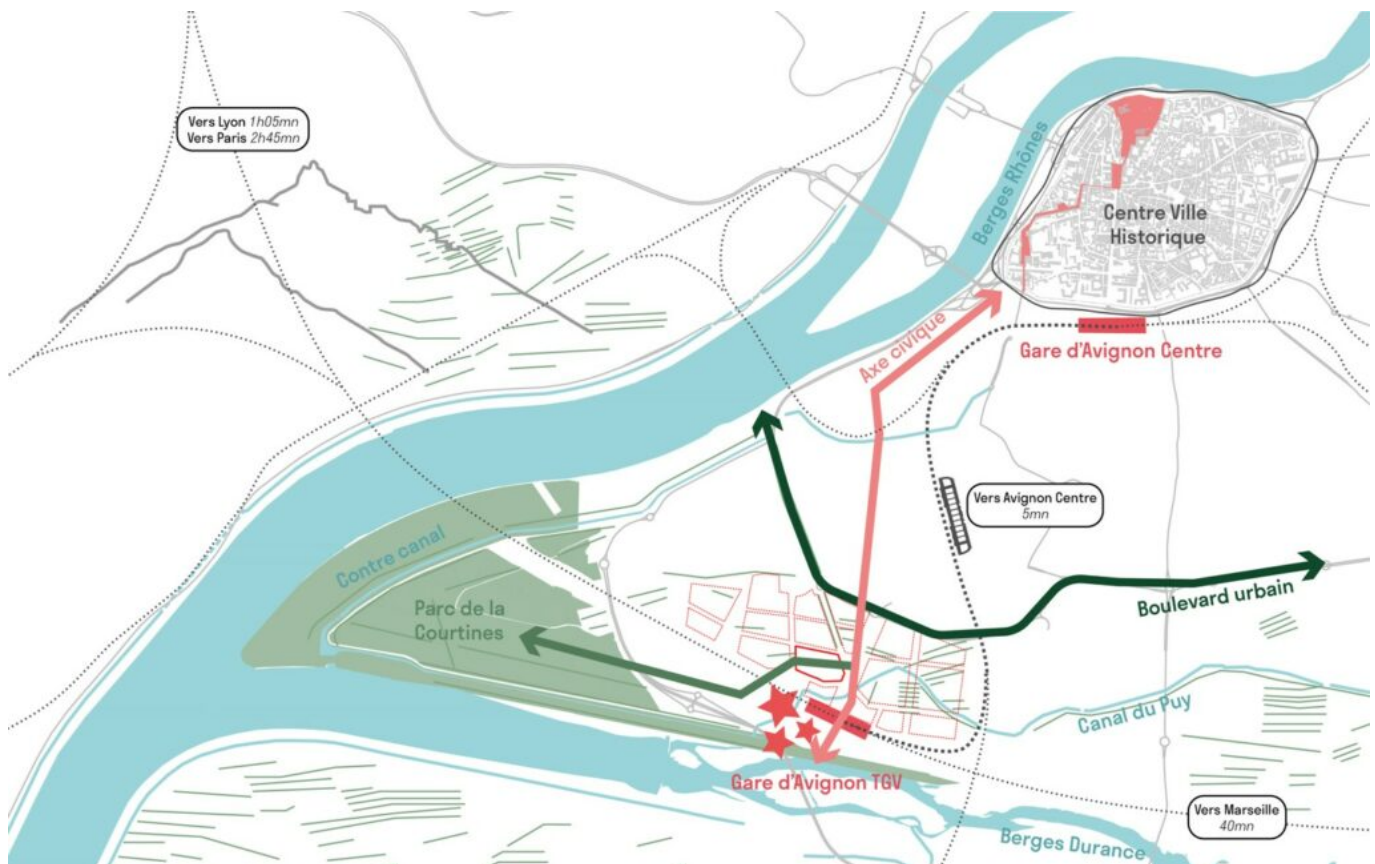 Vers Lyon 1h05mn
Vers Paris 2h45mn
Berges Rhônes
Centre Ville
Historique
Axe civique
Gare d'Avignon Centre
Vers Avignon Centre
5mn
Contre canal
Parc de la
Courtines
Boulevard urbain
Canal du Puy
Gare d'Avignon TGV
Vers Marseille
40mn
Berges Durance